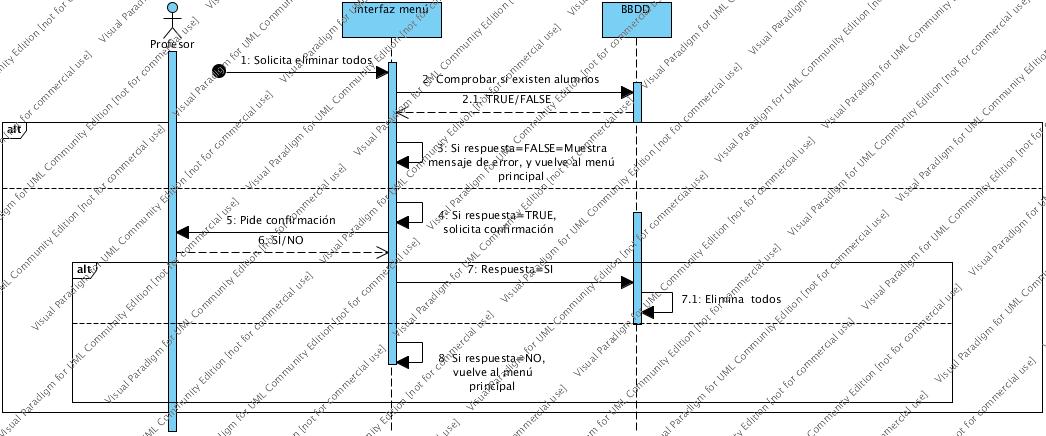 Interfaz menú
BBDD
Profesor
1: Solicita eliminar todos
2: Comprobar si existen alumnos
2.1: TRUE/FALSE
alt
3: Si respuesta=FALSE=Muestra
mensaje de error, y vuelve al menú
principal
4: Si respuesta=TRUE,
solicita confirmación
5: Pide confirmación
6: SI/NO
alt
7: Respuesta=SI
7.1: Elimina  todos
8: Si respuesta=NO,
vuelve al menú
principal
Visual Paradigm for UML Community Edition [not for commercial use]